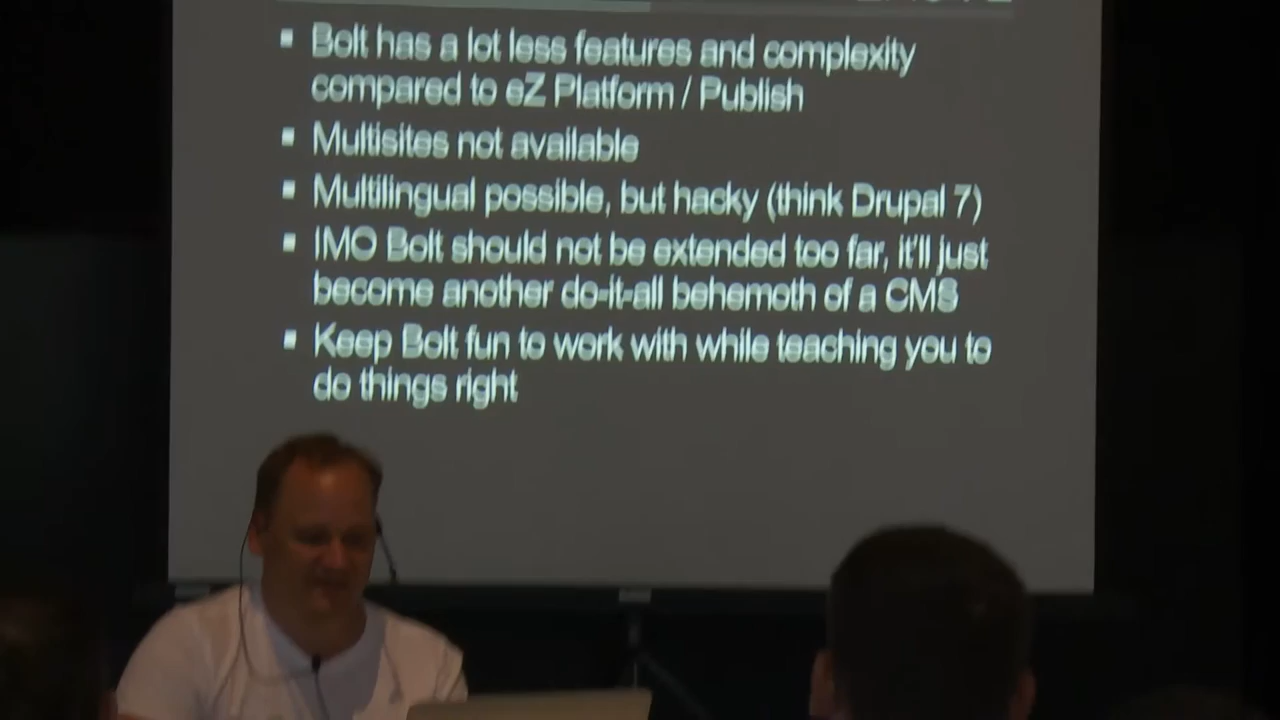 ▪ Bolt has a lot less features and complexity
compared to eZ Platform / Publish
▪ Multisites not available
▪ Multilingual possible, but hacky (think Drupal 7)
▪ IMO Bolt should not be extended too far, it'll just
become another do-it-all behemoth of a CMS
▪ Keep Bolt fun to work with while teaching you to
do things right